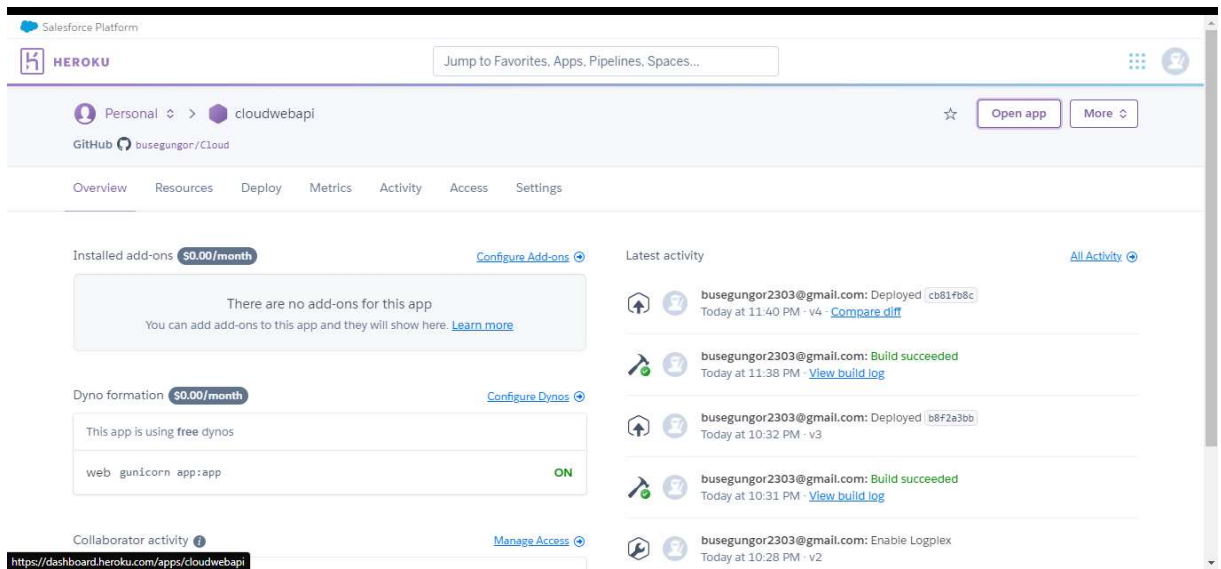 Salesforce Platform
HEROKU
Jump to Favorites, Apps, Pipelines, Spaces...
Personal > cloudwebapi
Open app
More
GitHub busegungor/Cloud
Overview Resources Deploy Metrics Activity Access Settings
Installed add-ons $0.00/month
Configure Add-ons
There are no add-ons for this app
You can add add-ons to this app and they will show here. Learn more
Dyno formation $0.00/month
Configure Dynos
This app is using free dynos
web gunicorn app:app ON
Collaborator activity
Manage Access
Latest activity
All Activity
busegungor2303@gmail.com: Deployed cb81fb8c
Today at 11:40 PM · v4 · Compare diff
busegungor2303@gmail.com: Build succeeded
Today at 11:38 PM · View build log
busegungor2303@gmail.com: Deployed b8f2a3bb
Today at 10:32 PM · v3
busegungor2303@gmail.com: Build succeeded
Today at 10:31 PM · View build log
busegungor2303@gmail.com: Enable Logplex
Today at 10:28 PM · v2
https://dashboard.heroku.com/apps/cloudwebapi